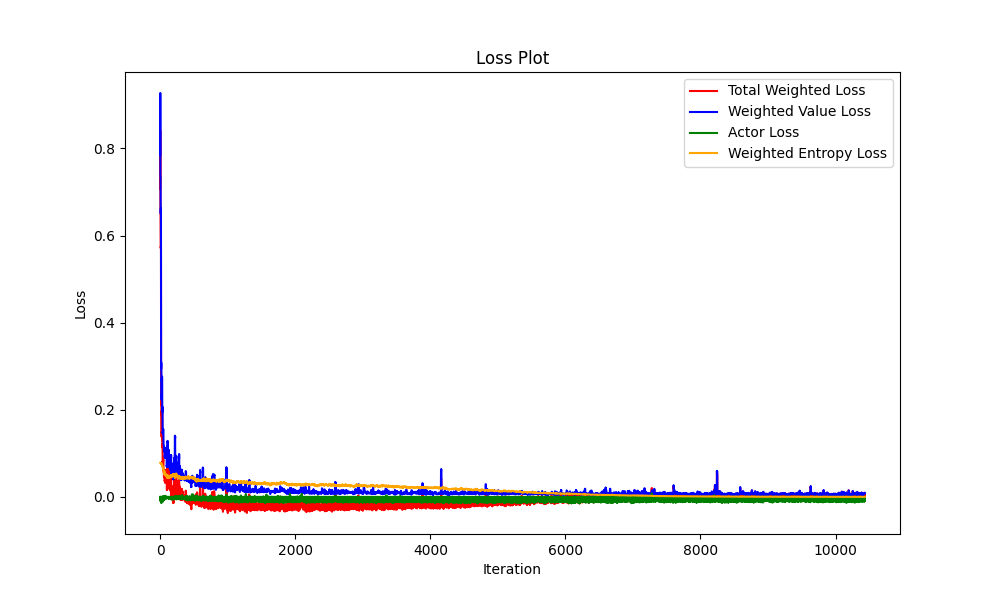 Loss Plot
Total Weighted Loss
Weighted Value Loss
Actor Loss
Weighted Entropy Loss
Loss
0.8
0.6
0.4
0.2
0.0
0 2000 4000 6000 8000 10000
Iteration